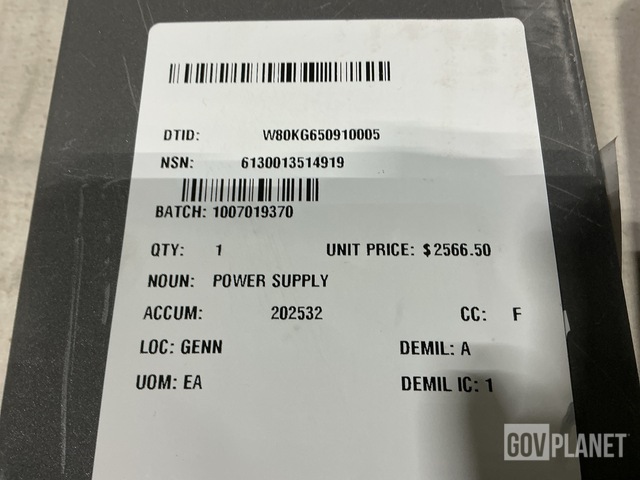 DTID: W80KG650910005
NSN: 6130013514919
BATCH: 1007019370
QTY: 1 UNIT PRICE: $2566.50
NOUN: POWER SUPPLY
ACCUM: 202532 CC: F
LOC: GENN DEMIL: A
UOM: EA DEMIL IC: 1
GOVPLANET